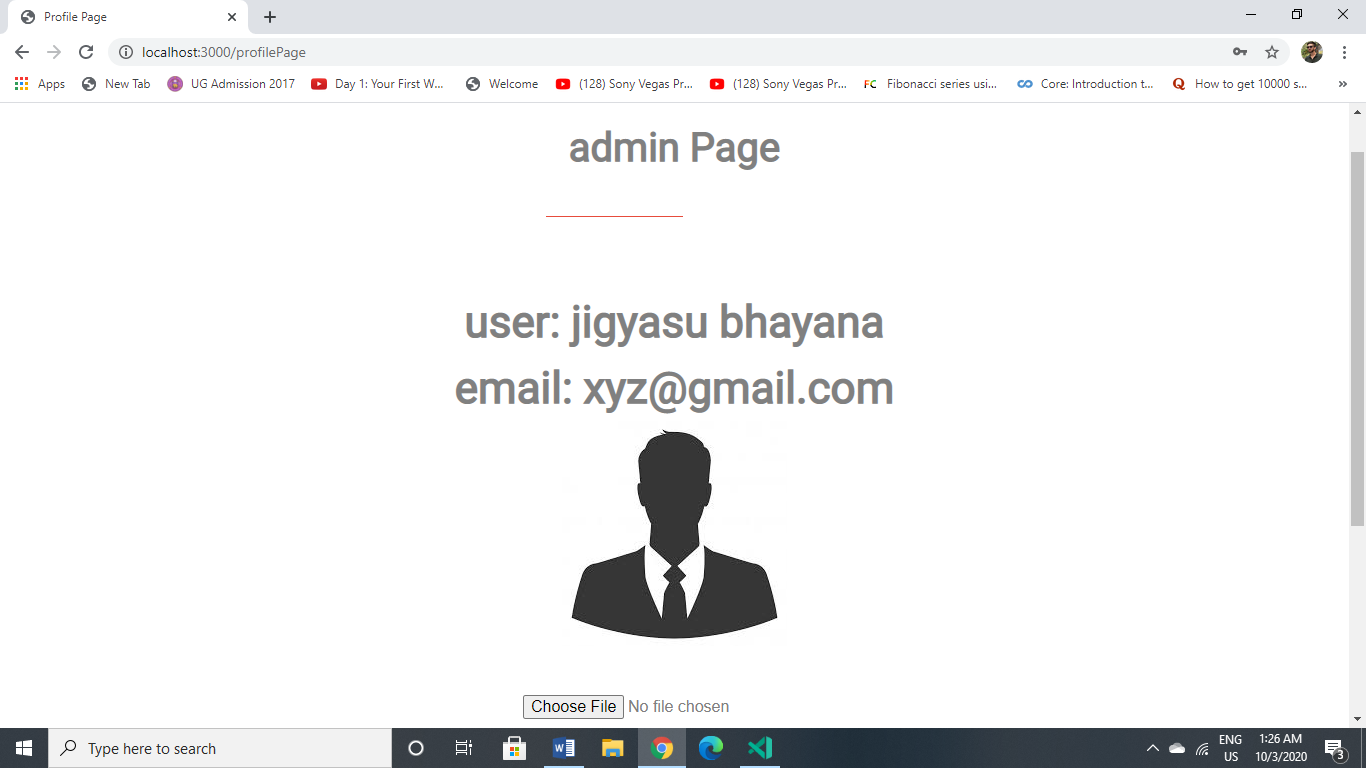 Profile Page
localhost:3000/profilePage
Apps New Tab UG Admission 2017 Day 1: Your First W... Welcome (128) Sony Vegas Pr... (128) Sony Vegas Pr... FC Fibonacci series usi... Core: Introduction t... Q How to get 10000 s... »
admin Page
user: jigyasu bhayana
email: xyz@gmail.com
Choose File No file chosen
Type here to search
ENG 1:26 AM
US 10/3/2020 3